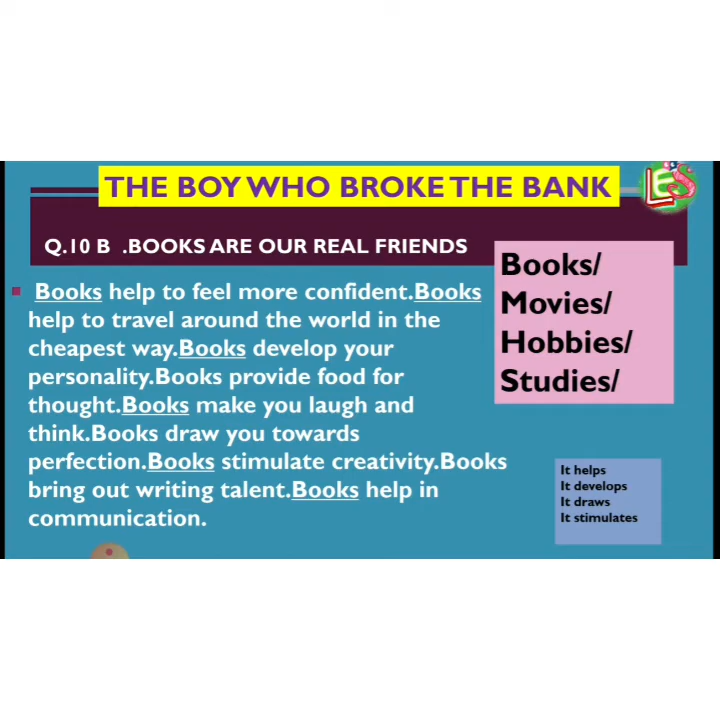 THE BOY WHO BROKE THE BANK
LES
Q.10 B .BOOKS ARE OUR REAL FRIENDS
Books help to feel more confident.Books
help to travel around the world in the
cheapest way.Books develop your
personality.Books provide food for
thought.Books make you laugh and
think.Books draw you towards
perfection.Books stimulate creativity.Books
bring out writing talent.Books help in
communication.
Books/
Movies/
Hobbies/
Studies/
It helps
It develops
It draws
It stimulates